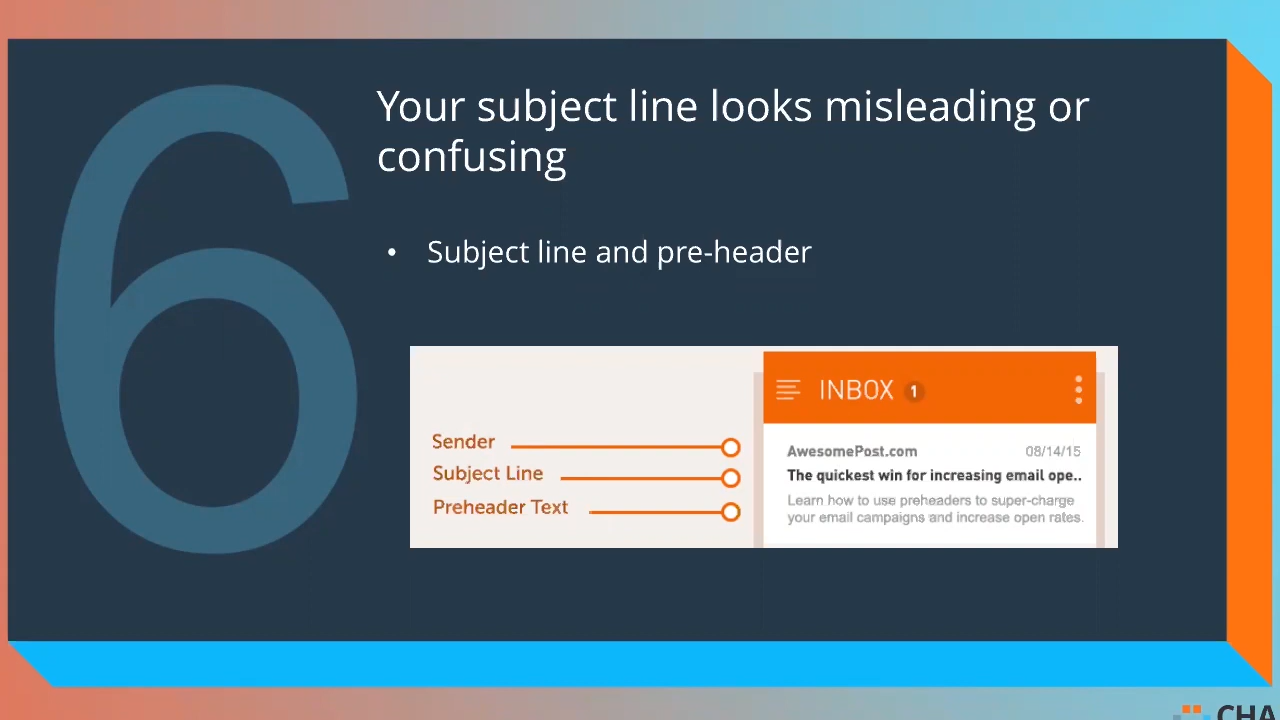 6
Your subject line looks misleading or
confusing
• Subject line and pre-header
INBOX 1
Sender
AwesomePost.com 08/14/15
Subject Line
The quickest win for increasing email ope..
Preheader Text
Learn how to use preheaders to super-charge
your email campaigns and increase open rates.
CHA